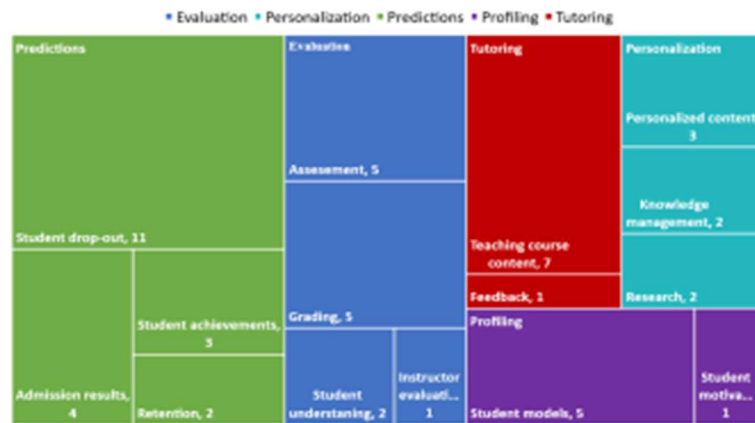 Evaluation Personalization Predictions Profiling Tutoring
Predictions
Student drop-out, 11
Admission results,
4
Student achievements,
3
Retention, 2
Evaluation
Assesement, 5
Grading, 5
Student
understaning, 2
Instructor
evaluati...
1
Tutoring
Teaching course
content, 7
Feedback, 1
Personalization
Personalized content
3
Knowledge
management, 2
Research, 2
Profiling
Student models, 5
Student
motiva...
1